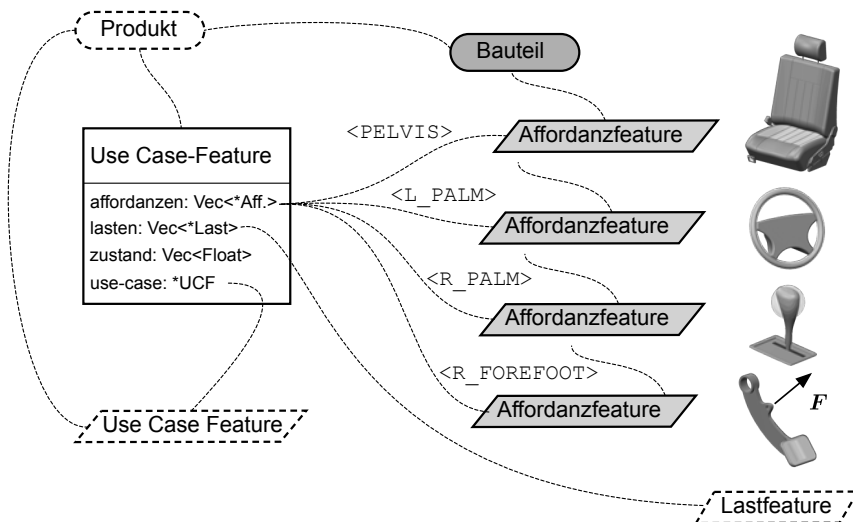 Produkt
Bauteil
<PELVIS>
Affordanzfeature
Use Case-Feature
affordanzen: Vec<*Aff.>
lasten: Vec<*Last>
zustand: Vec<Float>
use-case: *UCF
<L_PALM>
Affordanzfeature
<R_PALM>
Affordanzfeature
<R_FOREFOOT>
Affordanzfeature
F
Use Case Feature
Lastfeature